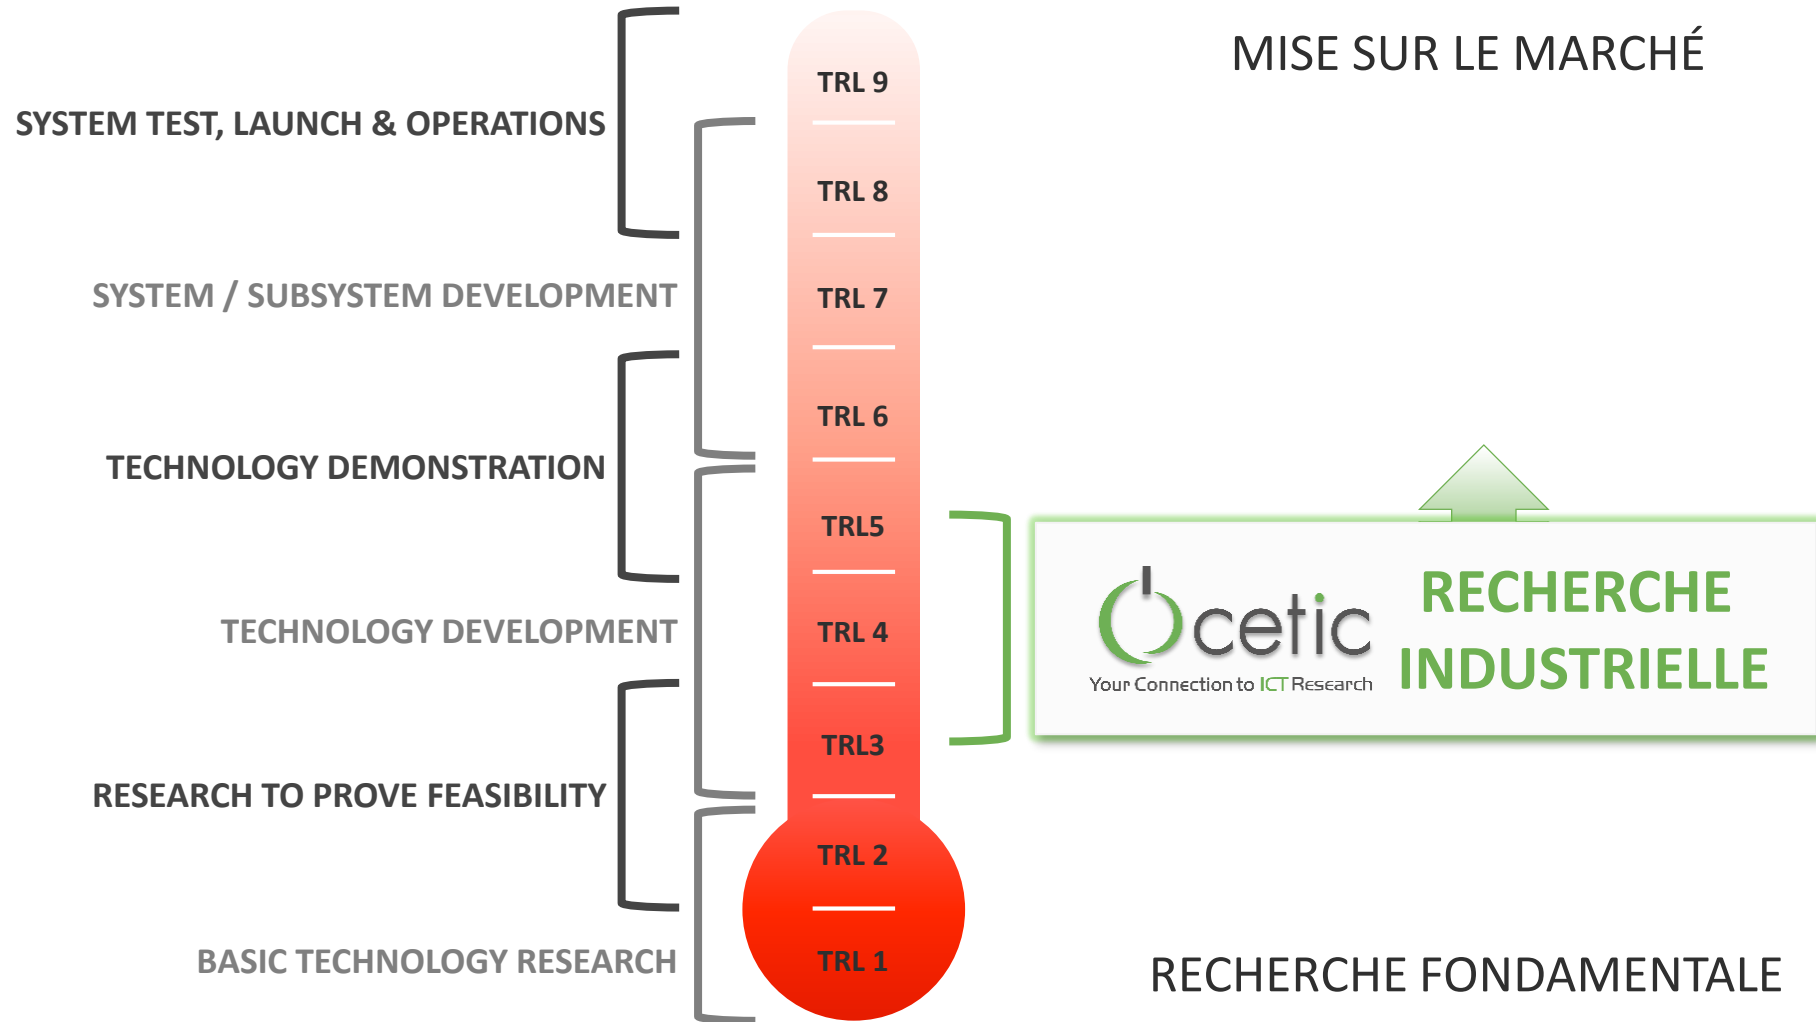 MISE SUR LE MARCHÉ
TRL 9
SYSTEM TEST, LAUNCH & OPERATIONS
TRL 8
SYSTEM / SUBSYSTEM DEVELOPMENT
TRL 7
TRL 6
TECHNOLOGY DEMONSTRATION
TRL5
TECHNOLOGY DEVELOPMENT
TRL 4
cetic
Your Connection to ICT Research
RECHERCHE
INDUSTRIELLE
TRL3
RESEARCH TO PROVE FEASIBILITY
TRL 2
BASIC TECHNOLOGY RESEARCH
TRL 1
RECHERCHE FONDAMENTALE